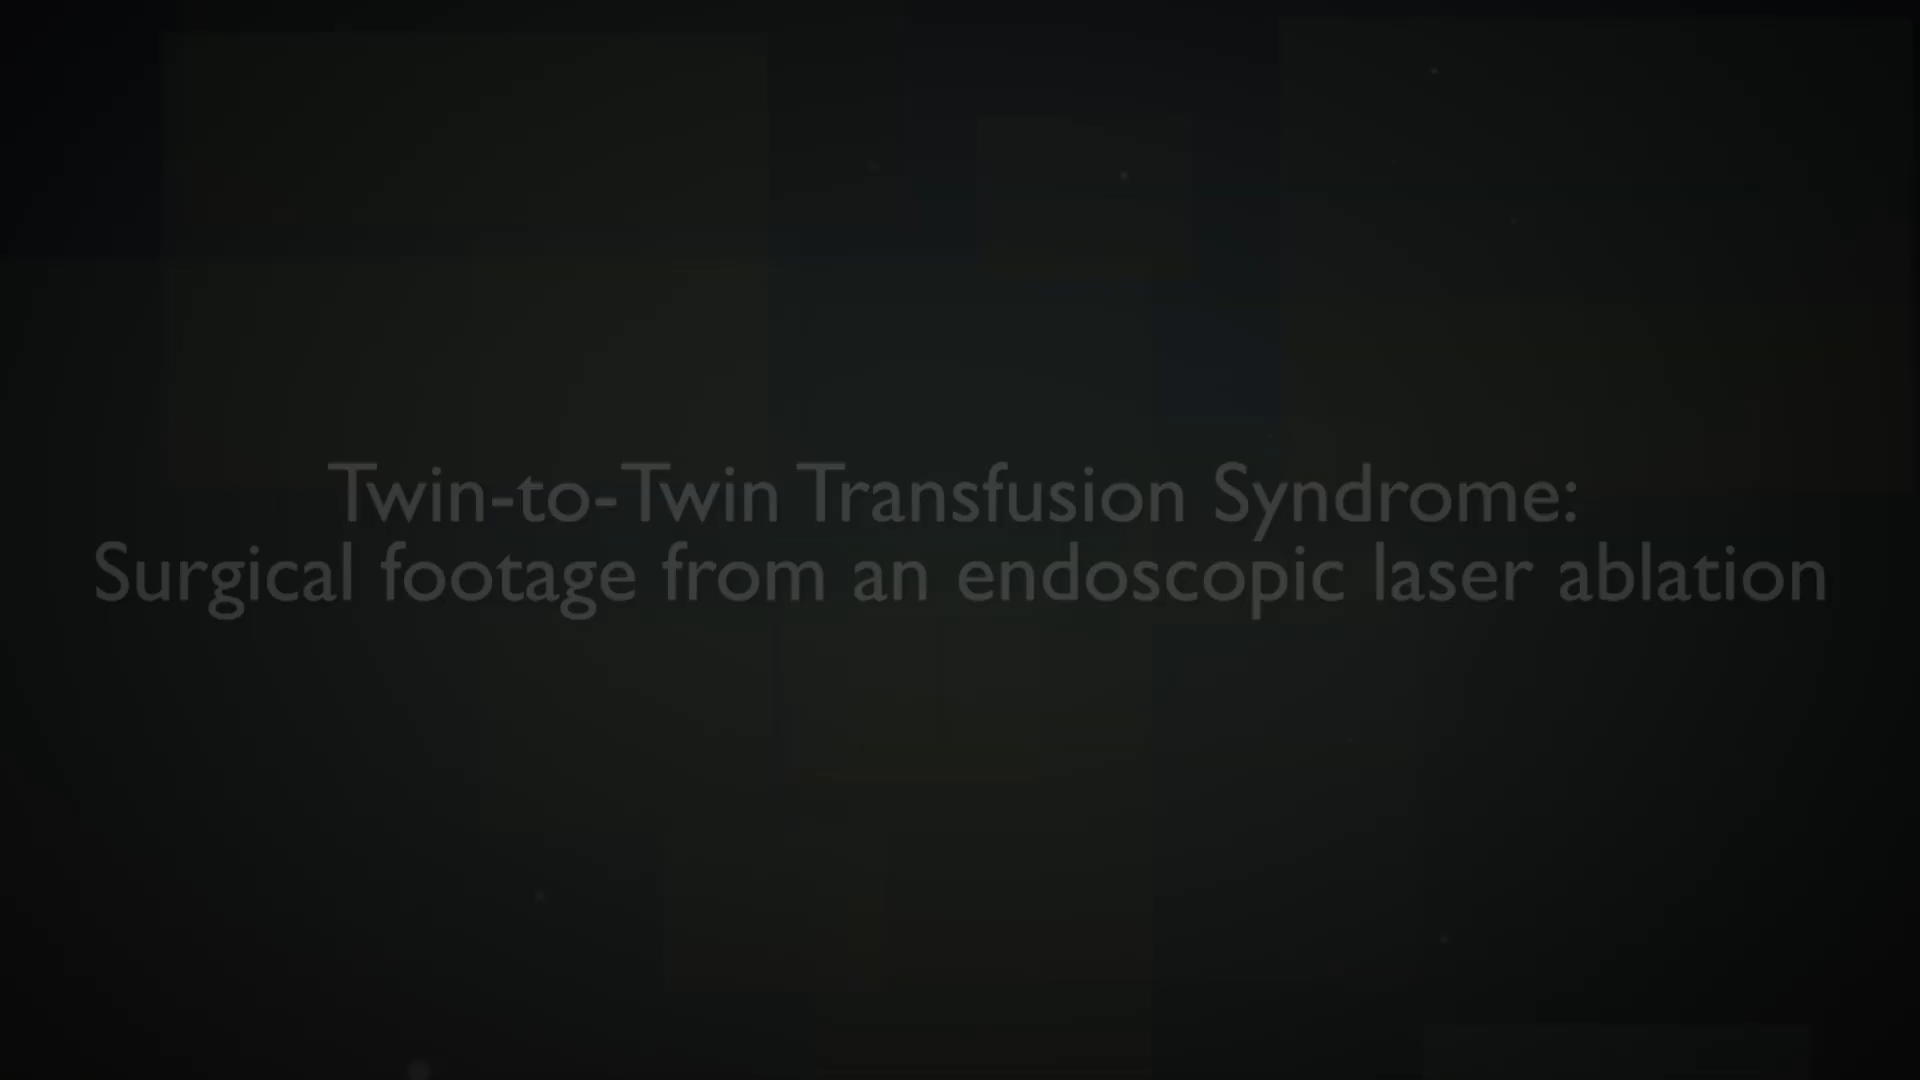 Twin-to-Twin Transfusion Syndrome:
Surgical footage from an endoscopic laser ablation